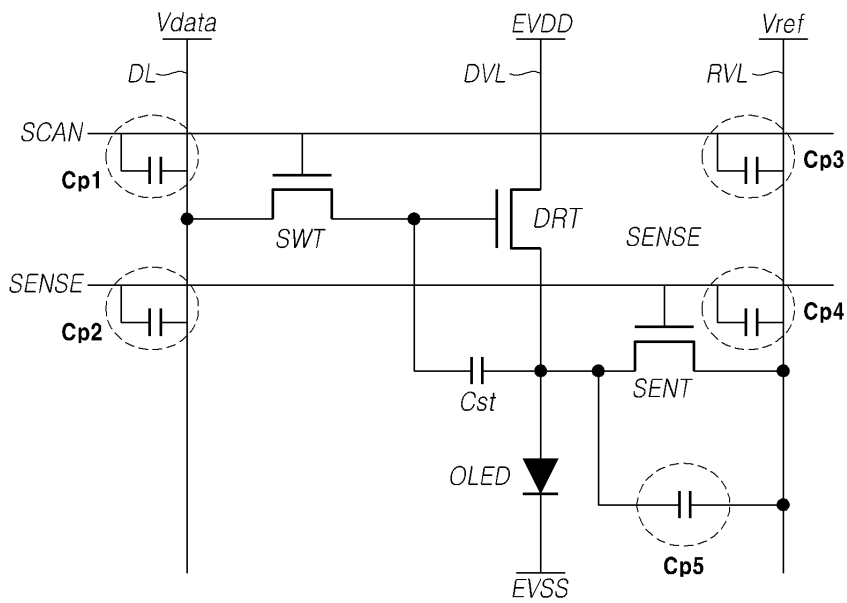 Vdata
EVDD
Vref
DL
DVL
RVL
SCAN
Cp1
Cp3
SWT
DRT
SENSE
SENSE
Cp2
Cp4
Cst
SENT
OLED
Cp5
EVSS